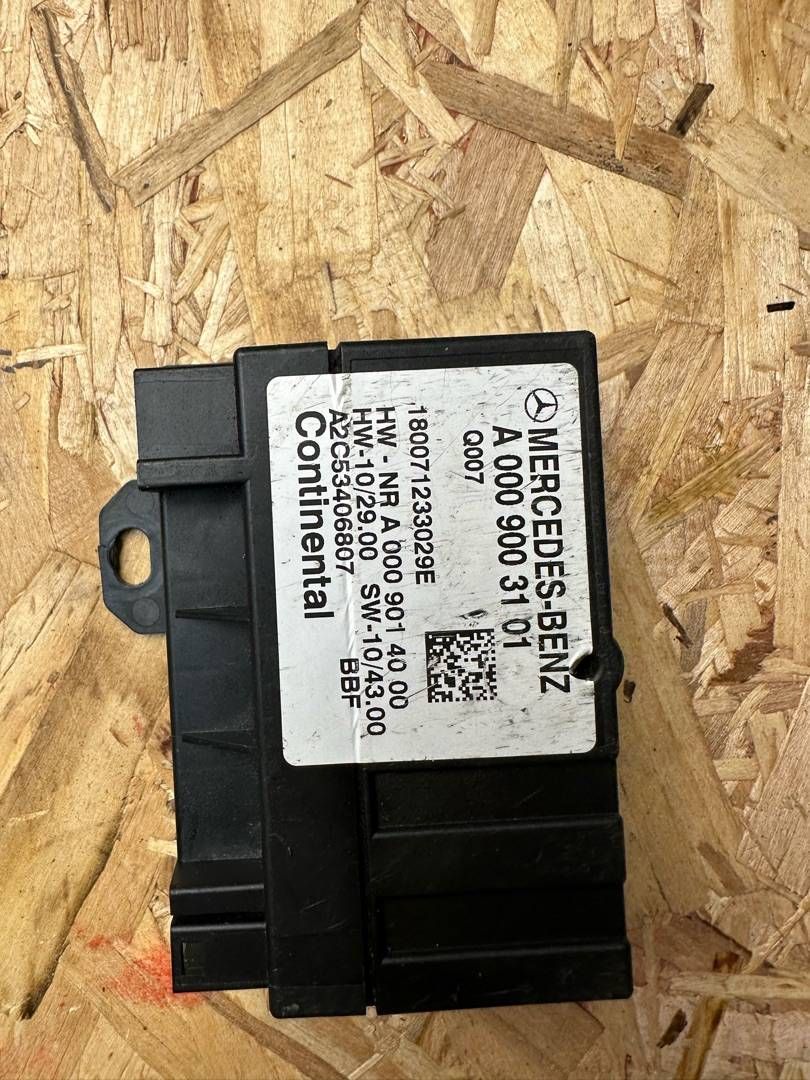 MERCEDES-BENZ
A 000 900 31 01
Q007
180071233029E
HW - NR A 000 901 40 00
HW-10/29.00 SW-10/43.00
A2C53406807 BBF
Continental